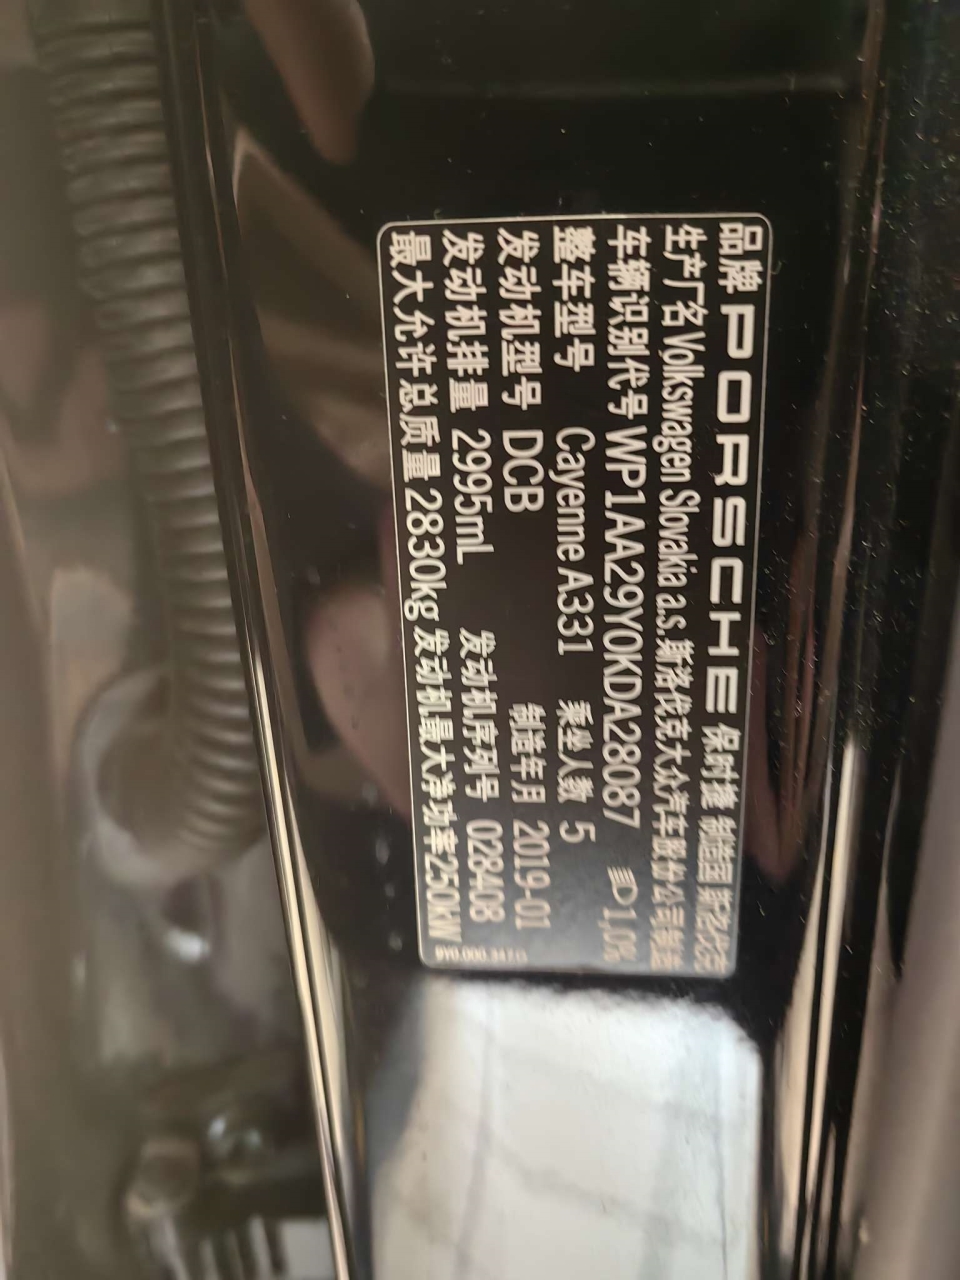 品牌 PORSCHE 保时捷 制造国 斯洛伐克
生产厂名 Volkswagen Slovakia a.s.斯洛伐克大众汽车股份公司制造
车辆识别代号 WP1AA29Y0KDA28087 1,0%
整车型号 Cayenne A331 乘坐人数 5
发动机型号 DCB 制造年月 2019-01
发动机排量 2995mL 发动机序列号 028408
最大允许总质量 2830kg 发动机最大净功率250kW